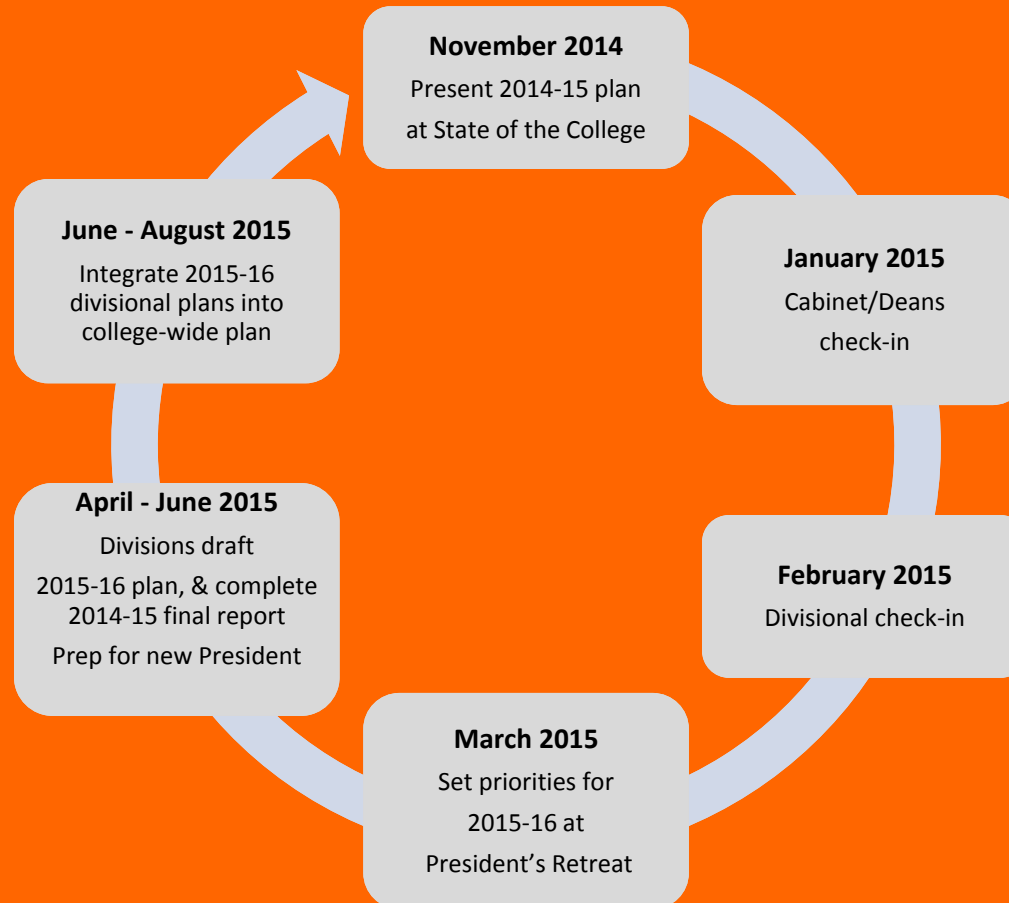 November 2014
Present 2014-15 plan
at State of the College
January 2015
Cabinet/Deans
check-in
February 2015
Divisional check-in
March 2015
Set priorities for
2015-16 at
President’s Retreat
April - June 2015
Divisions draft
2015-16 plan, & complete
2014-15 final report
Prep for new President
June - August 2015
Integrate 2015-16
divisional plans into
college-wide plan